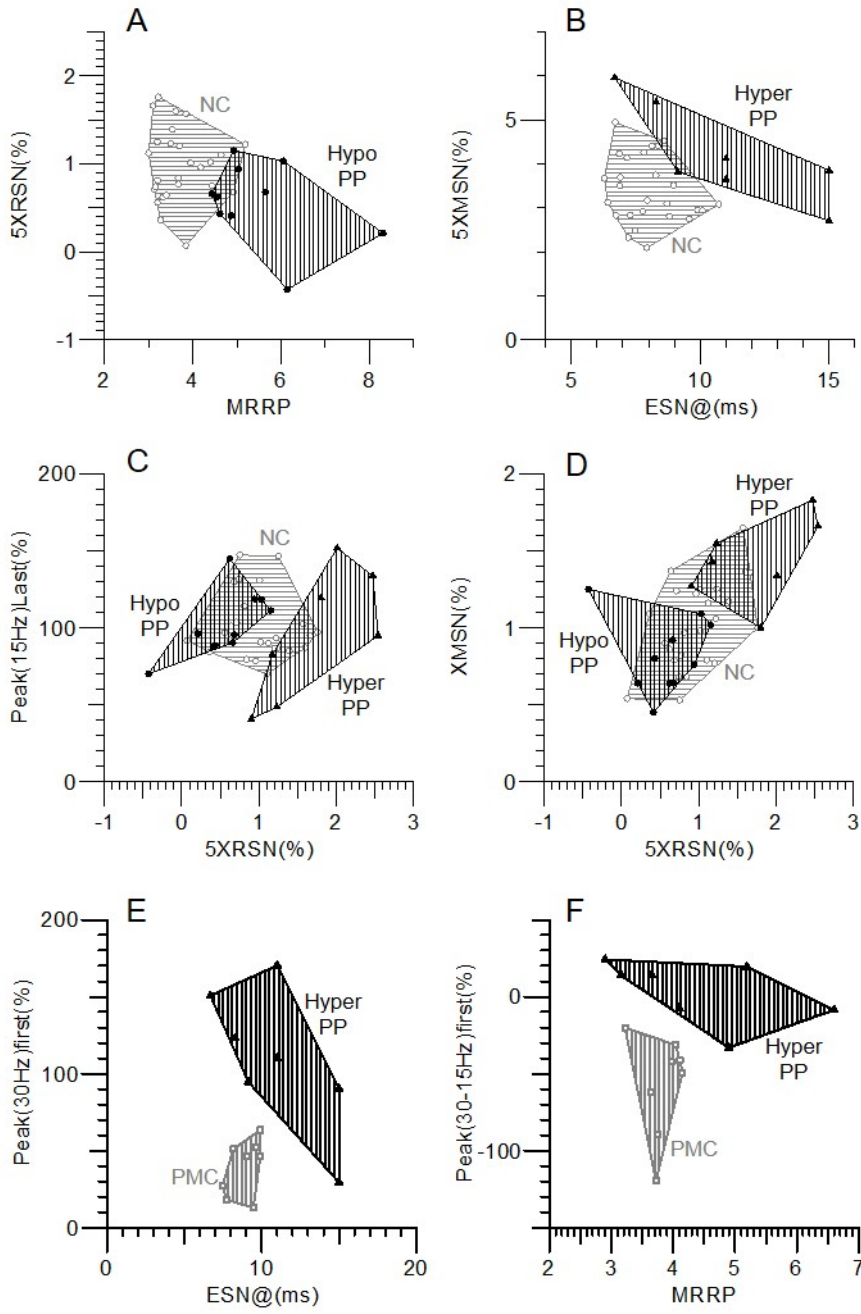 A
B
2
1
0
-1
5XRSN(%)
NC
Hypo
PP
2
4
6
8
MRRP
5
0
5XMSN(%)
Hyper
PP
NC
5
10
15
ESN@(ms)
C
D
200
100
0
Peak(15Hz)Last(%)
NC
Hypo
PP
Hyper
PP
-1
0
1
2
3
5XRSN(%)
2
1
0
XMSN(%)
Hyper
PP
Hypo
PP
NC
-1
0
1
2
3
5XRSN(%)
E
F
200
100
0
Peak(30Hz)first(%)
Hyper
PP
PMC
0
10
20
ESN@(ms)
0
-100
Peak(30-15Hz)first(%)
Hyper
PP
PMC
2
3
4
5
6
7
MRRP